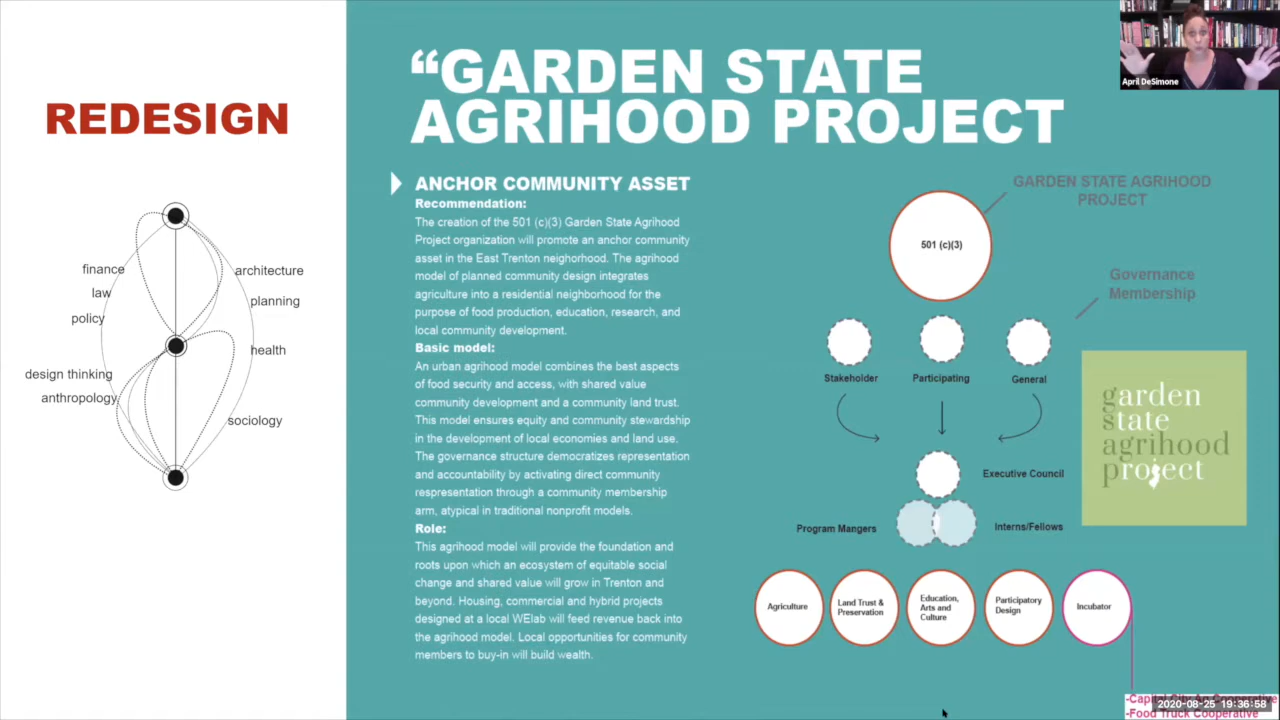 REDESIGN
finance
law
policy
design thinking
anthropology
architecture
planning
health
sociology
“GARDEN STATE
AGRIHOOD PROJECT
ANCHOR COMMUNITY ASSET
Recommendation:
The creation of the 501 (c)(3) Garden State Agrihood
Project organization will promote an anchor community
asset in the East Trenton neighorhood. The agrihood
model of planned community design integrates
agriculture into a residential neighborhood for the
purpose of food production, education, research, and
local community development.
Basic model:
An urban agrihood model combines the best aspects
of food security and access, with shared value
community development and a community land trust.
This model ensures equity and community stewardship
in the development of local economies and land use.
The governance structure democratizes representation
and accountability by activating direct community
respresentation through a community membership
arm, atypical in traditional nonprofit models.
Role:
This agrihood model will provide the foundation and
roots upon which an ecosystem of equitable social
change and shared value will grow in Trenton and
beyond. Housing, commercial and hybrid projects
designed at a local WElab will feed revenue back into
the agrihood model. Local opportunities for community
members to buy-in will build wealth.
GARDEN STATE AGRIHOOD
PROJECT
501 (c)(3)
Governance
Membership
Stakeholder
Participating
General
Executive Council
Program Mangers
Interns/Fellows
garden
state
agrihood
project
Agriculture
Land Trust &
Preservation
Education,
Arts and
Culture
Participatory
Design
Incubator
-Capital City Ag Cooperative
-Food Truck Cooperative
April DeSimone
2020-08-25 19:36:58